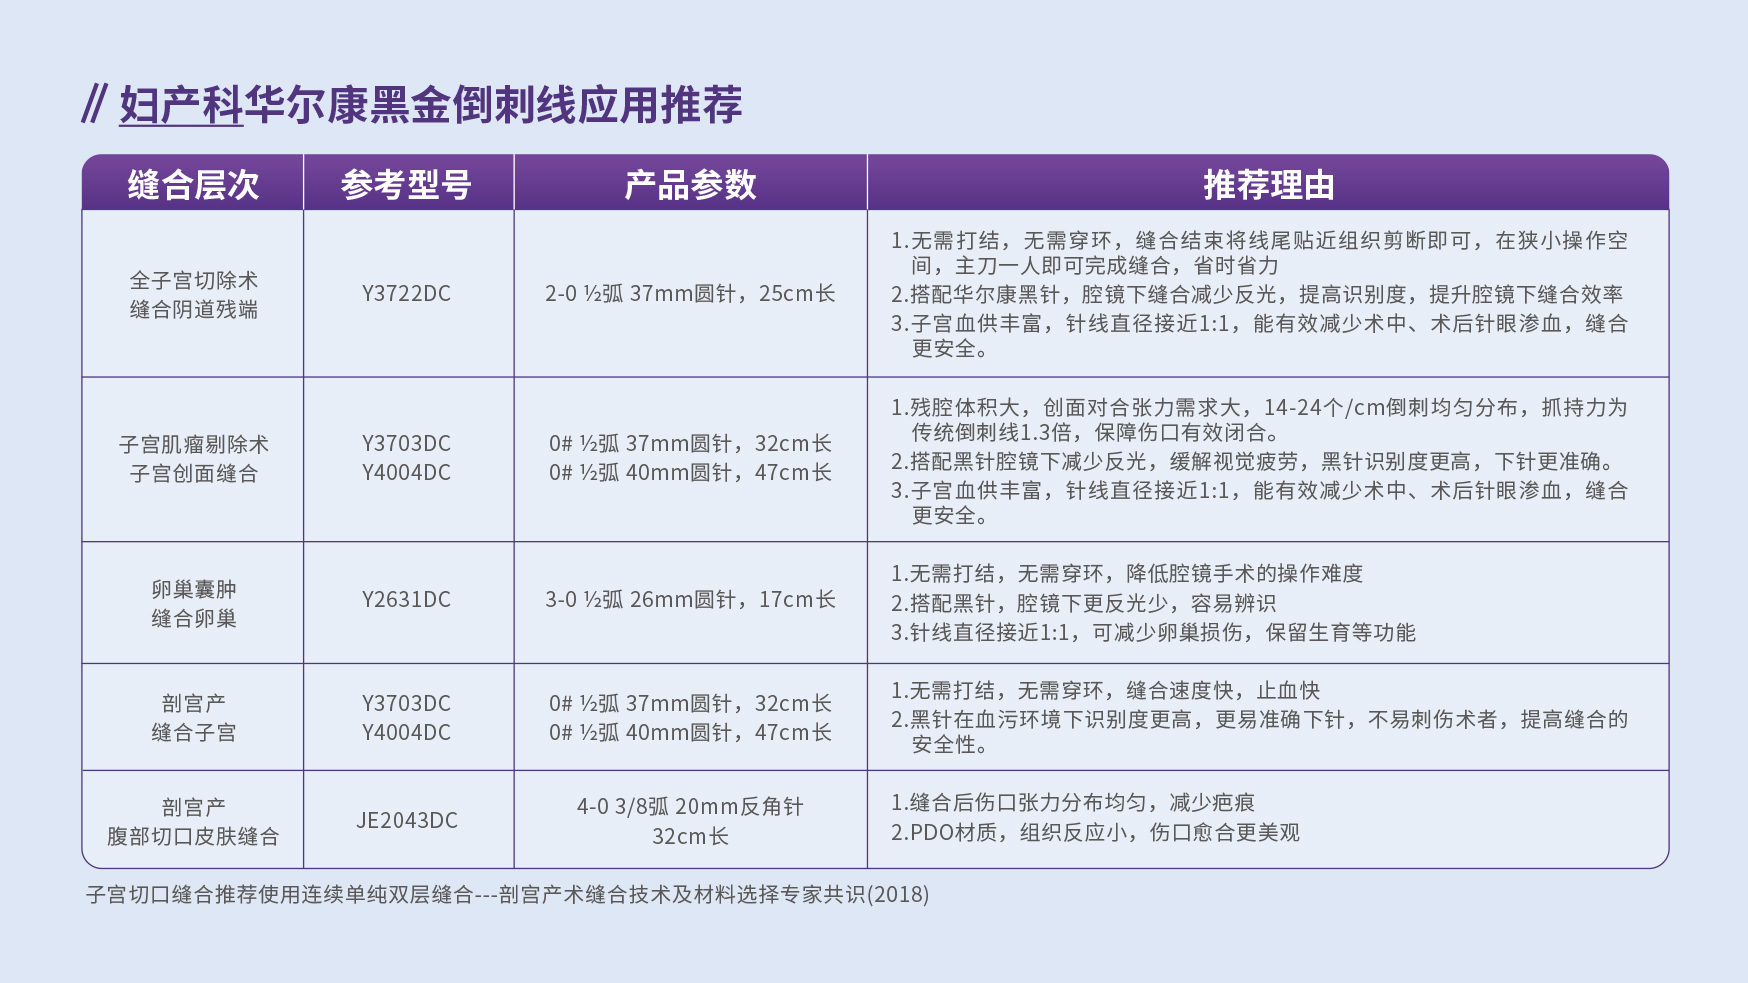 // 妇产科华尔康黑金倒刺线应用推荐
缝合层次
参考型号
产品参数
推荐理由
全子宫切除术
缝合阴道残端
Y3722DC
2-0 ½弧 37mm圆针，25cm长
1.无需打结，无需穿环，缝合结束将线尾贴近组织剪断即可，在狭小操作空
间，主刀一人即可完成缝合，省时省力
2.搭配华尔康黑针，腔镜下缝合减少反光，提高识别度，提升腔镜下缝合效率
3.子宫血供丰富，针线直径接近1:1，能有效减少术中、术后针眼渗血，缝合
更安全。
子宫肌瘤剔除术
子宫创面缝合
Y3703DC
Y4004DC
0# ½弧 37mm圆针，32cm长
0# ½弧 40mm圆针，47cm长
1.残腔体积大，创面对合张力需求大，14-24个/cm倒刺均匀分布，抓持力为
传统倒刺线1.3倍，保障伤口有效闭合。
2.搭配黑针腔镜下减少反光，缓解视觉疲劳，黑针识别度更高，下针更准确。
3.子宫血供丰富，针线直径接近1:1，能有效减少术中、术后针眼渗血，缝合
更安全。
卵巢囊肿
缝合卵巢
Y2631DC
3-0 ½弧 26mm圆针，17cm长
1.无需打结，无需穿环，降低腔镜手术的操作难度
2.搭配黑针，腔镜下更反光少，容易辨识
3.针线直径接近1:1，可减少卵巢损伤，保留生育等功能
剖宫产
缝合子宫
Y3703DC
Y4004DC
0# ½弧 37mm圆针，32cm长
0# ½弧 40mm圆针，47cm长
1.无需打结，无需穿环，缝合速度快，止血快
2.黑针在血污环境下识别度更高，更易准确下针，不易刺伤术者，提高缝合的
安全性。
剖宫产
腹部切口皮肤缝合
JE2043DC
4-0 3/8弧 20mm反角针
32cm长
1.缝合后伤口张力分布均匀，减少疤痕
2.PDO材质，组织反应小，伤口愈合更美观
子宫切口缝合推荐使用连续单纯双层缝合---剖宫产术缝合技术及材料选择专家共识(2018)